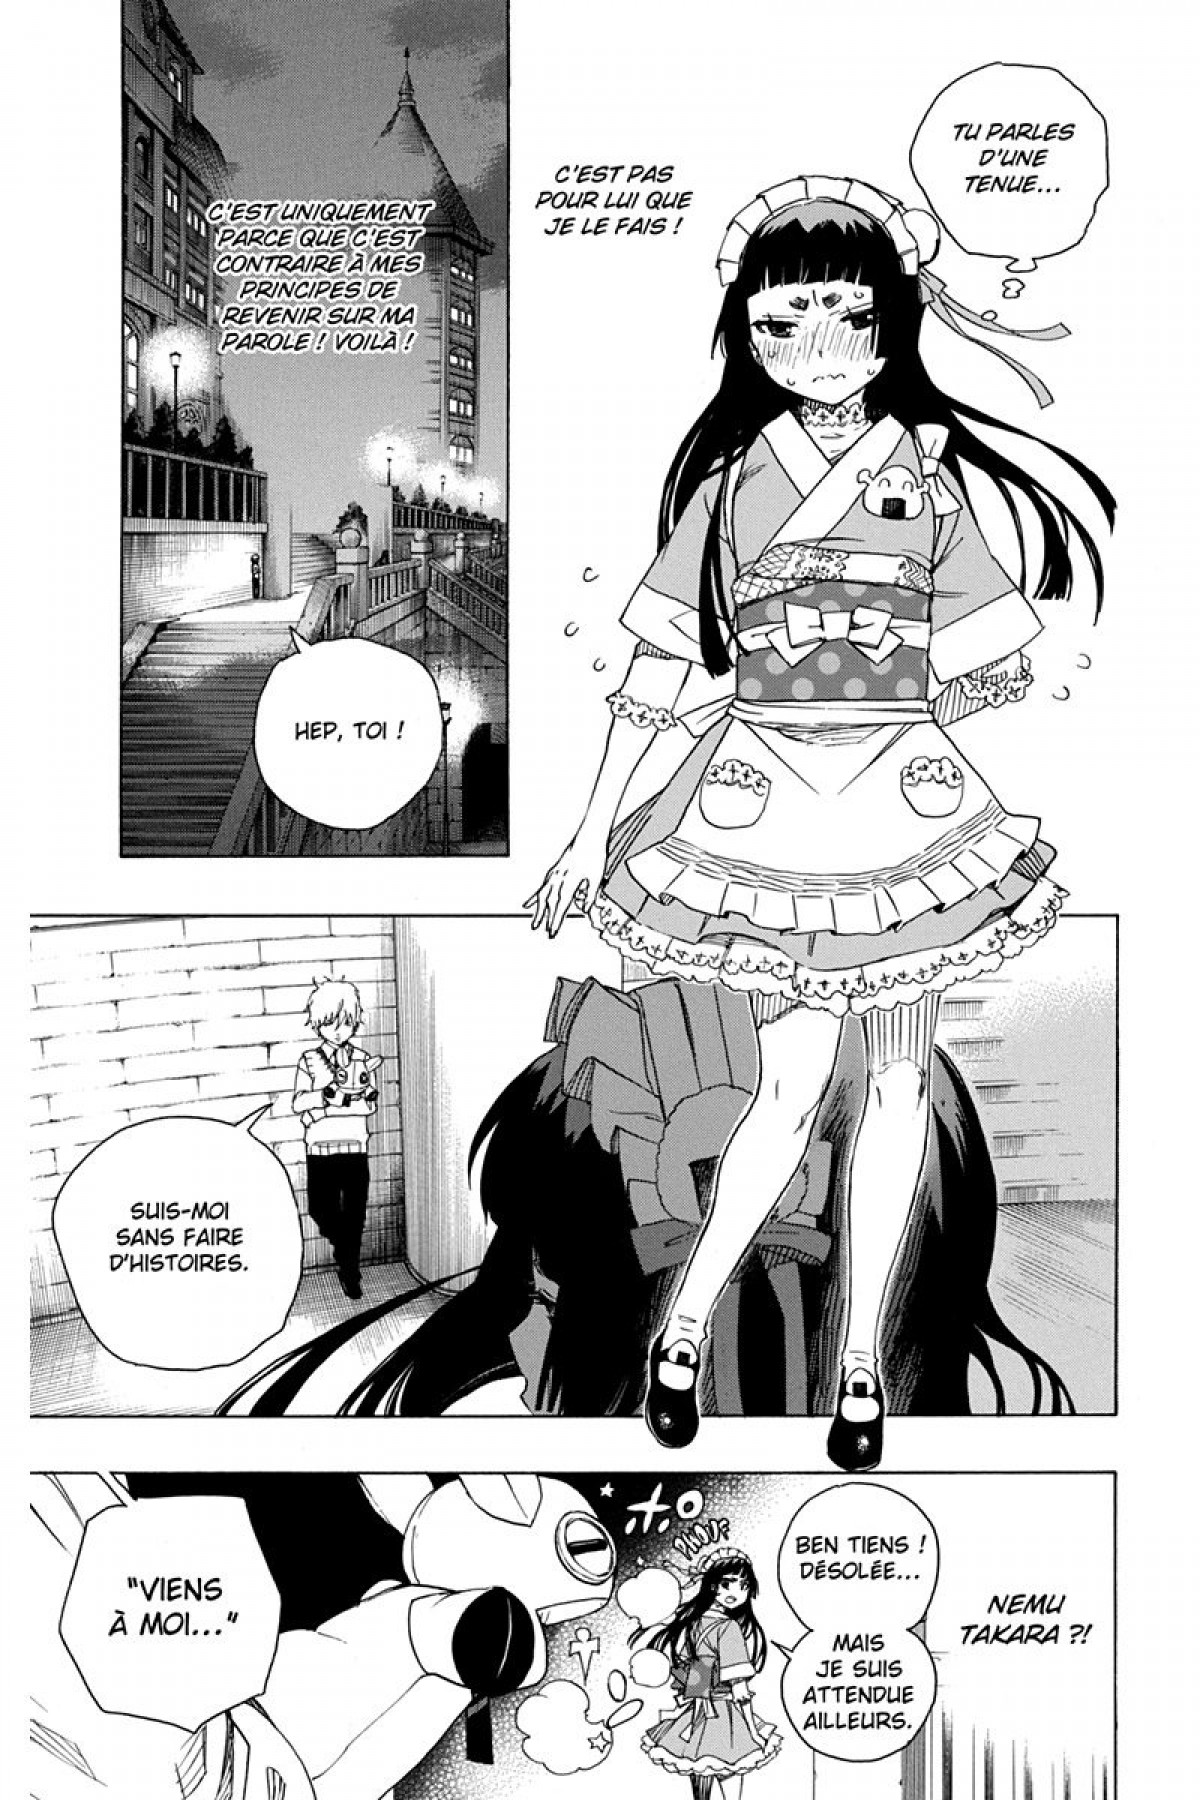 TU PARLES
D'UNE
TENUE...
C'EST PAS
POUR LUI QUE
JE LE FAIS !
C'EST UNIQUEMENT
PARCE QUE C'EST
CONTRAIRE À MES
PRINCIPES DE
REVENIR SUR MA
PAROLE ! VOILÀ !
HEP, TOI !
SUIS-MOI
SANS FAIRE
D'HISTOIRES.
NEMU
TAKARA ?!
BEN TIENS !
DÉSOLÉE...
MAIS
JE SUIS
ATTENDUE
AILLEURS.
PWOUF
"VIENS
À MOI..."